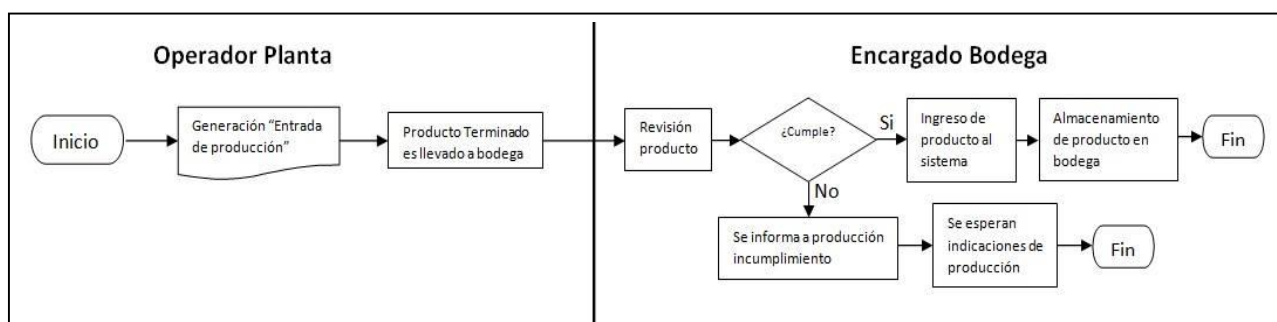 Operador Planta
Encargado Bodega
Inicio
Generación “Entrada
de producción”
Producto Terminado
es llevado a bodega
Revisión
producto
¿Cumple?
Si
Ingreso de
producto al
sistema
Almacenamiento
de producto en
bodega
Fin
No
Se informa a producción
incumplimiento
Se esperan
indicaciones de
producción
Fin